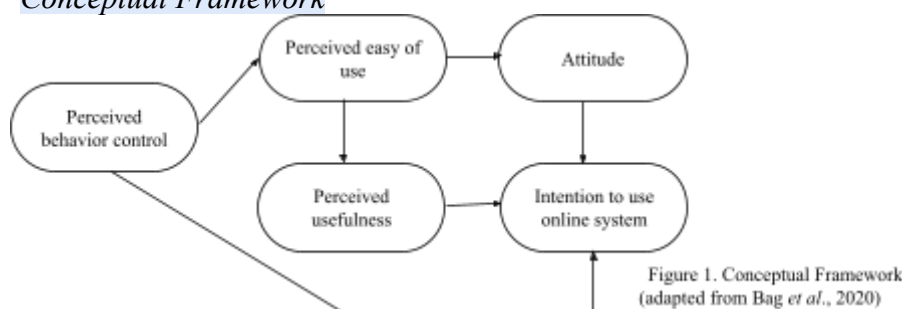 Conceptual Framework
Perceived easy of
use
Attitude
Perceived
behavior control
Perceived
usefulness
Intention to use
online system
Figure 1. Conceptual Framework
(adapted from Bag et al., 2020)